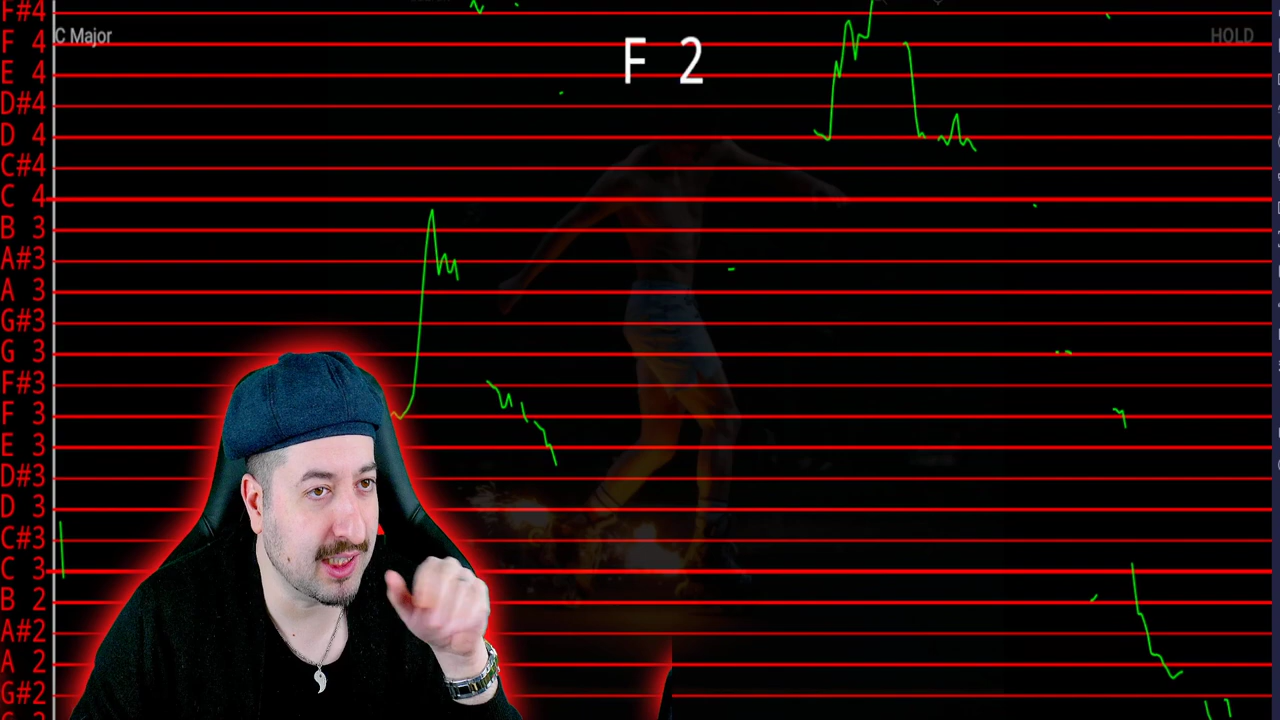 F#4
F 4
C Major
HOLD
F 2
E 4
D#4
D 4
C#4
C 4
B 3
A#3
A 3
G#3
G 3
F#3
F 3
E 3
D#3
D 3
C#3
C 3
B 2
A#2
A 2
G#2